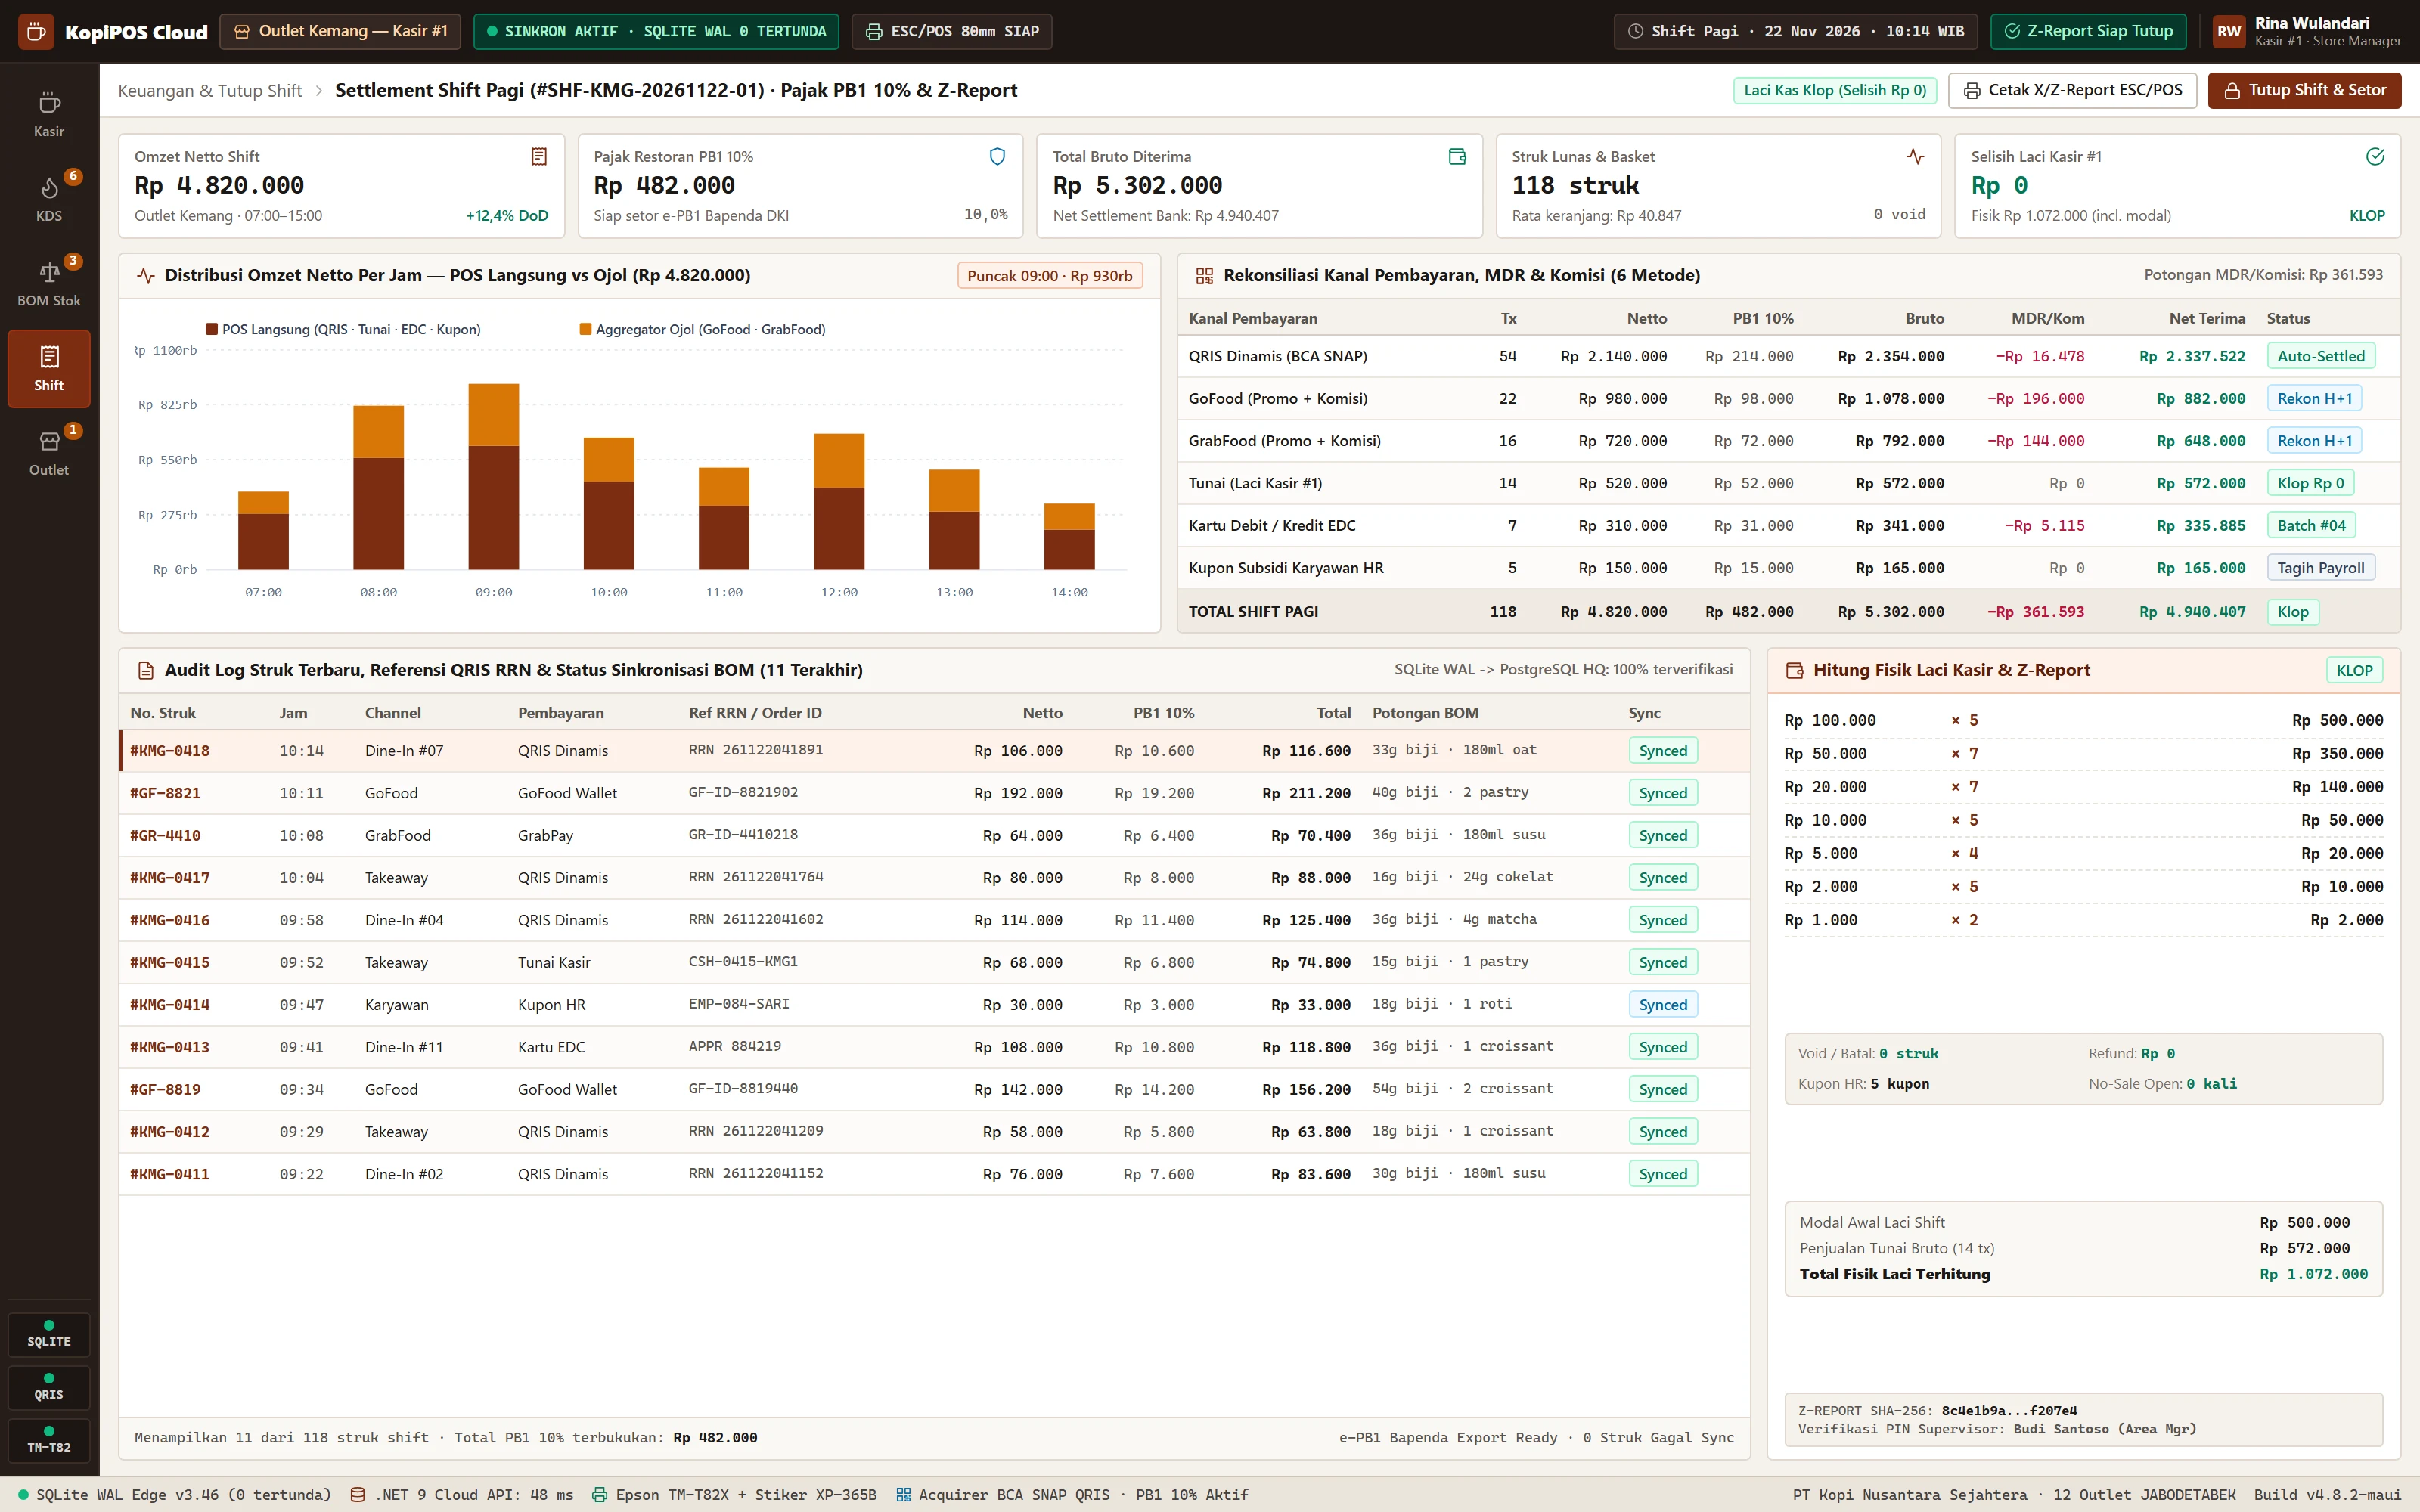 KopiPOS Cloud
Outlet Kemang — Kasir #1
SINKRON AKTIF · SQLITE WAL 0 TERTUNDA
ESC/POS 80mm SIAP
Shift Pagi · 22 Nov 2026 · 10:14 WIB
Z-Report Siap Tutup
RW
Rina Wulandari
Kasir #1 · Store Manager
Kasir
6
KDS
3
BOM Stok
Shift
1
Outlet
SQLITE
QRIS
TM-T82
Keuangan & Tutup Shift
Settlement Shift Pagi (#SHF-KMG-20261122-01) · Pajak PB1 10% & Z-Report
Laci Kas Klop (Selisih Rp 0)
Cetak X/Z-Report ESC/POS
Tutup Shift & Setor
Omzet Netto Shift
Rp 4.820.000
Outlet Kemang · 07:00–15:00 +12,4% DoD
Pajak Restoran PB1 10%
Rp 482.000
Siap setor e-PB1 Bapenda DKI 10,0%
Total Bruto Diterima
Rp 5.302.000
Net Settlement Bank: Rp 4.940.407
Struk Lunas & Basket
118 struk
Rata keranjang: Rp 40.847 0 void
Selisih Laci Kasir #1
Rp 0
Fisik Rp 1.072.000 (incl. modal) KLOP
Distribusi Omzet Netto Per Jam — POS Langsung vs Ojol (Rp 4.820.000)
Puncak 09:00 · Rp 930rb
POS Langsung (QRIS · Tunai · EDC · Kupon)
Aggregator Ojol (GoFood · GrabFood)
Rp 1100rb
Rp 825rb
Rp 550rb
Rp 275rb
Rp 0rb
07:00 08:00 09:00 10:00 11:00 12:00 13:00 14:00
Rekonsiliasi Kanal Pembayaran, MDR & Komisi (6 Metode)
Potongan MDR/Komisi: Rp 361.593
Kanal Pembayaran Tx Netto PB1 10% Bruto MDR/Kom Net Terima Status
QRIS Dinamis (BCA SNAP) 54 Rp 2.140.000 Rp 214.000 Rp 2.354.000 −Rp 16.478 Rp 2.337.522 Auto-Settled
GoFood (Promo + Komisi) 22 Rp 980.000 Rp 98.000 Rp 1.078.000 −Rp 196.000 Rp 882.000 Rekon H+1
GrabFood (Promo + Komisi) 16 Rp 720.000 Rp 72.000 Rp 792.000 −Rp 144.000 Rp 648.000 Rekon H+1
Tunai (Laci Kasir #1) 14 Rp 520.000 Rp 52.000 Rp 572.000 Rp 0 Rp 572.000 Klop Rp 0
Kartu Debit / Kredit EDC 7 Rp 310.000 Rp 31.000 Rp 341.000 −Rp 5.115 Rp 335.885 Batch #04
Kupon Subsidi Karyawan HR 5 Rp 150.000 Rp 15.000 Rp 165.000 Rp 0 Rp 165.000 Tagih Payroll
TOTAL SHIFT PAGI 118 Rp 4.820.000 Rp 482.000 Rp 5.302.000 −Rp 361.593 Rp 4.940.407 Klop
Audit Log Struk Terbaru, Referensi QRIS RRN & Status Sinkronisasi BOM (11 Terakhir)
SQLite WAL -> PostgreSQL HQ: 100% terverifikasi
No. Struk Jam Channel Pembayaran Ref RRN / Order ID Netto PB1 10% Total Potongan BOM Sync
#KMG-0418 10:14 Dine-In #07 QRIS Dinamis RRN 261122041891 Rp 106.000 Rp 10.600 Rp 116.600 33g biji · 180ml oat Synced
#GF-8821 10:11 GoFood GoFood Wallet GF-ID-8821902 Rp 192.000 Rp 19.200 Rp 211.200 40g biji · 2 pastry Synced
#GR-4410 10:08 GrabFood GrabPay GR-ID-4410218 Rp 64.000 Rp 6.400 Rp 70.400 36g biji · 180ml susu Synced
#KMG-0417 10:04 Takeaway QRIS Dinamis RRN 261122041764 Rp 80.000 Rp 8.000 Rp 88.000 16g biji · 24g cokelat Synced
#KMG-0416 09:58 Dine-In #04 QRIS Dinamis RRN 261122041602 Rp 114.000 Rp 11.400 Rp 125.400 36g biji · 4g matcha Synced
#KMG-0415 09:52 Takeaway Tunai Kasir CSH-0415-KMG1 Rp 68.000 Rp 6.800 Rp 74.800 15g biji · 1 pastry Synced
#KMG-0414 09:47 Karyawan Kupon HR EMP-084-SARI Rp 30.000 Rp 3.000 Rp 33.000 18g biji · 1 roti Synced
#KMG-0413 09:41 Dine-In #11 Kartu EDC APPR 884219 Rp 108.000 Rp 10.800 Rp 118.800 36g biji · 1 croissant Synced
#GF-8819 09:34 GoFood GoFood Wallet GF-ID-8819440 Rp 142.000 Rp 14.200 Rp 156.200 54g biji · 2 croissant Synced
#KMG-0412 09:29 Takeaway QRIS Dinamis RRN 261122041209 Rp 58.000 Rp 5.800 Rp 63.800 18g biji · 1 croissant Synced
#KMG-0411 09:22 Dine-In #02 QRIS Dinamis RRN 261122041152 Rp 76.000 Rp 7.600 Rp 83.600 30g biji · 180ml susu Synced
Menampilkan 11 dari 118 struk shift · Total PB1 10% terbukukan: Rp 482.000
e-PB1 Bapenda Export Ready · 0 Struk Gagal Sync
Hitung Fisik Laci Kasir & Z-Report
KLOP
Rp 100.000 × 5 Rp 500.000
Rp 50.000 × 7 Rp 350.000
Rp 20.000 × 7 Rp 140.000
Rp 10.000 × 5 Rp 50.000
Rp 5.000 × 4 Rp 20.000
Rp 2.000 × 5 Rp 10.000
Rp 1.000 × 2 Rp 2.000
Void / Batal: 0 struk Refund: Rp 0
Kupon HR: 5 kupon No-Sale Open: 0 kali
Modal Awal Laci Shift Rp 500.000
Penjualan Tunai Bruto (14 tx) Rp 572.000
Total Fisik Laci Terhitung Rp 1.072.000
Z-REPORT SHA-256: 8c4e1b9a...f207e4
Verifikasi PIN Supervisor: Budi Santoso (Area Mgr)
SQLite WAL Edge v3.46 (0 tertunda)
.NET 9 Cloud API: 48 ms
Epson TM-T82X + Stiker XP-365B
Acquirer BCA SNAP QRIS · PB1 10% Aktif
PT Kopi Nusantara Sejahtera · 12 Outlet JABODETABEK
Build v4.8.2-maui